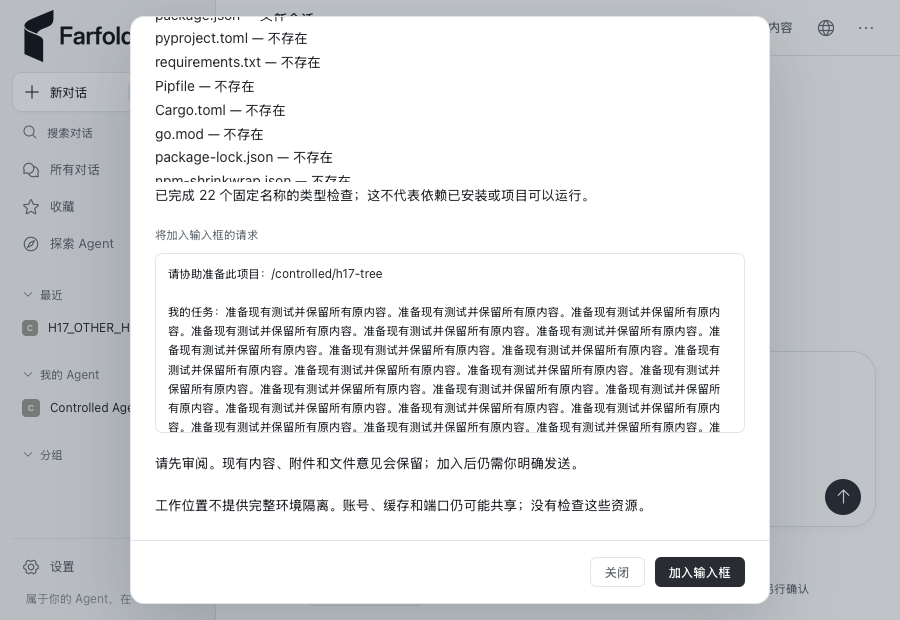 Farfold
新对话
搜索对话
所有对话
收藏
探索 Agent
最近
C H17_OTHER_H
我的 Agent
C Controlled Age
分组
设置
属于你的 Agent，在
内容
package.json —
pyproject.toml — 不存在
requirements.txt — 不存在
Pipfile — 不存在
Cargo.toml — 不存在
go.mod — 不存在
package-lock.json — 不存在
npm-shrinkwrap.json — 不存在
已完成 22 个固定名称的类型检查；这不代表依赖已安装或项目可以运行。
将加入输入框的请求
请协助准备此项目：/controlled/h17-tree
我的任务：准备现有测试并保留所有原内容。准备现有测试并保留所有原内容。准备现有测试并保留所有原内
容。准备现有测试并保留所有原内容。准备现有测试并保留所有原内容。准备现有测试并保留所有原内容。准
备现有测试并保留所有原内容。准备现有测试并保留所有原内容。准备现有测试并保留所有原内容。准备现有
测试并保留所有原内容。准备现有测试并保留所有原内容。准备现有测试并保留所有原内容。准备现有测试并
保留所有原内容。准备现有测试并保留所有原内容。准备现有测试并保留所有原内容。准备现有测试并保留所
有原内容。准备现有测试并保留所有原内容。准备现有测试并保留所有原内容。准备现有测试并保留所有原内
容。准备现有测试并保留所有原内容。准备现有测试并保留所有原内容。准备现有测试并保留所有原内容。准
请先审阅。现有内容、附件和文件意见会保留；加入后仍需你明确发送。
工作位置不提供完整环境隔离。账号、缓存和端口仍可能共享；没有检查这些资源。
关闭
加入输入框
行确认